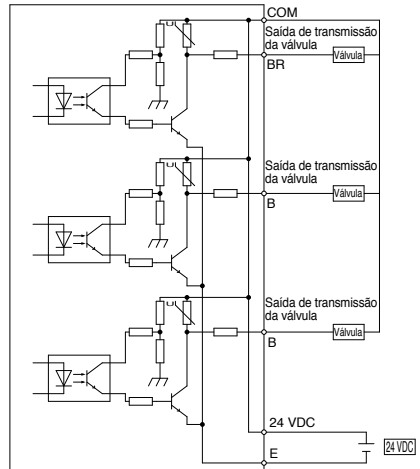 COM
Saída de transmissão
da válvula
BR
Válvula
Saída de transmissão
da válvula
B
Válvula
Saída de transmissão
da válvula
B
Válvula
24 VDC
E
24 VDC